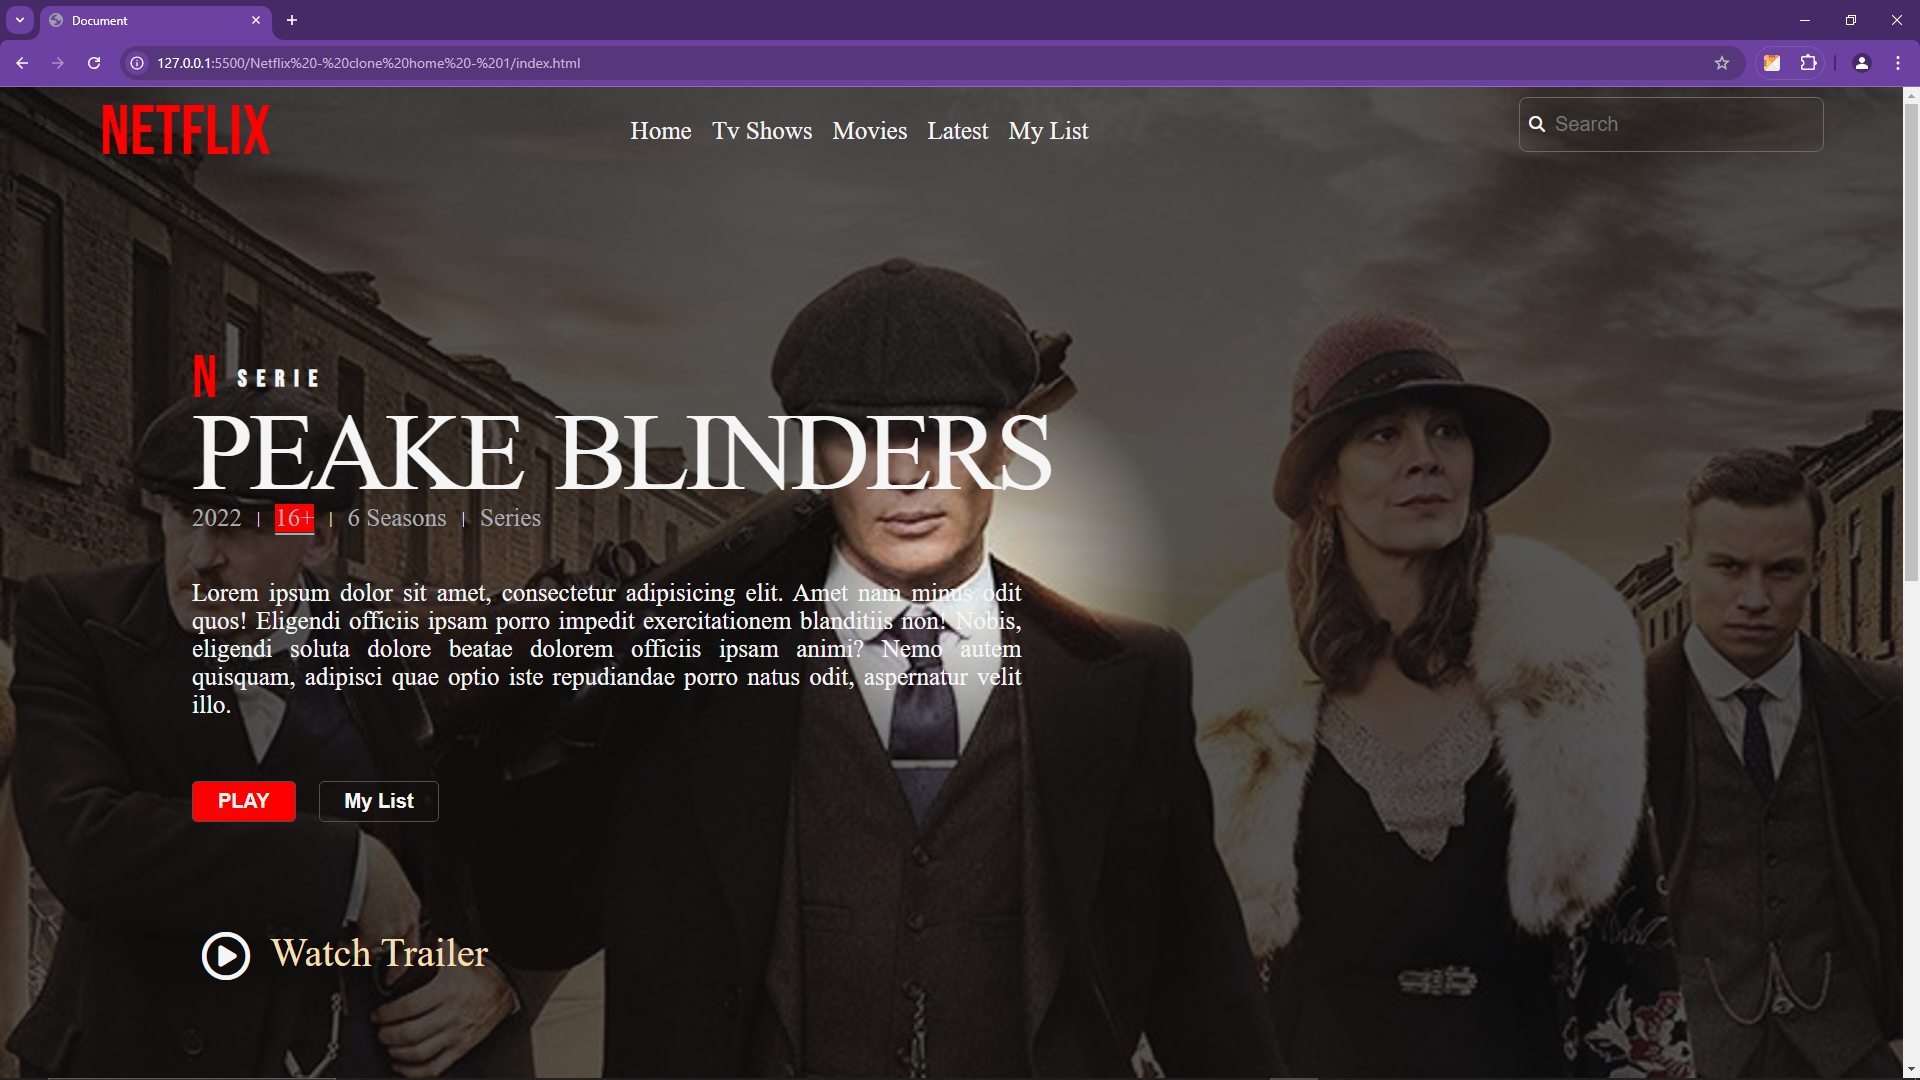 Document
127.0.0.1:5500/Netflix%20-%20clone%20home%20-%201/index.html
NETFLIX
Home Tv Shows Movies Latest My List
Search
N SERIE
PEAKE BLINDERS
2022 | 16+ | 6 Seasons | Series
Lorem ipsum dolor sit amet, consectetur adipisicing elit. Amet nam minus odit
quos! Eligendi officiis ipsam porro impedit exercitationem blanditiis non! Nobis,
eligendi soluta dolore beatae dolorem officiis ipsam animi? Nemo autem
quisquam, adipisci quae optio iste repudiandae porro natus odit, aspernatur velit
illo.
PLAY My List
Watch Trailer